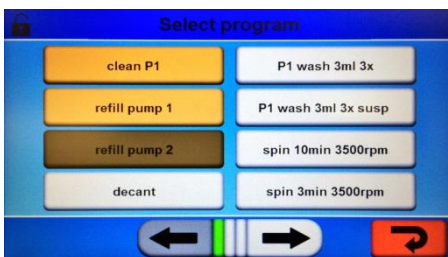 Select program
clean P1
P1 wash 3ml 3x
refill pump 1
P1 wash 3ml 3x susp
refill pump 2
spin 10min 3500rpm
decant
spin 3min 3500rpm